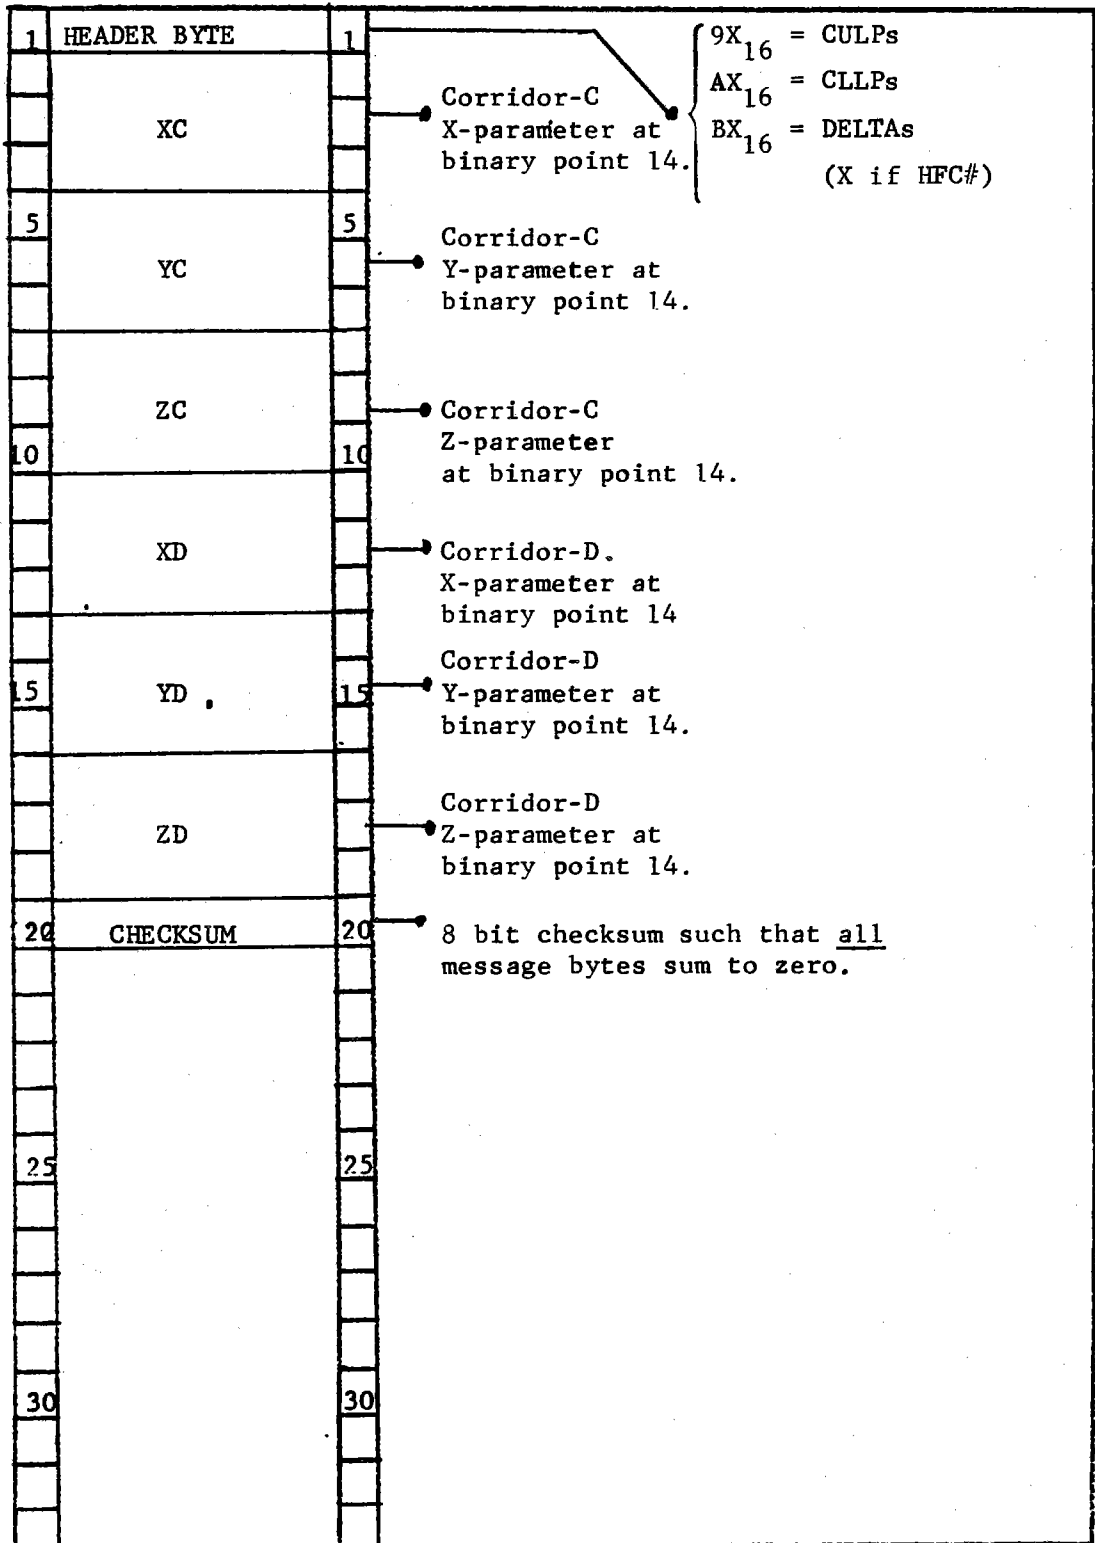 1 HEADER BYTE 1
9X16 = CULPs
AX16 = CLLPs
BX16 = DELTAs
(X if HFC#)
XC
Corridor-C
X-parameter at
binary point 14.
5 5
YC
Corridor-C
Y-parameter at
binary point 14.
ZC
10 10
Corridor-C
Z-parameter
at binary point 14.
XD
Corridor-D.
X-parameter at
binary point 14
15 YD 15
Corridor-D
Y-parameter at
binary point 14.
ZD
Corridor-D
Z-parameter at
binary point 14.
20 CHECKSUM 20
8 bit checksum such that all
message bytes sum to zero.
25 25
30 30